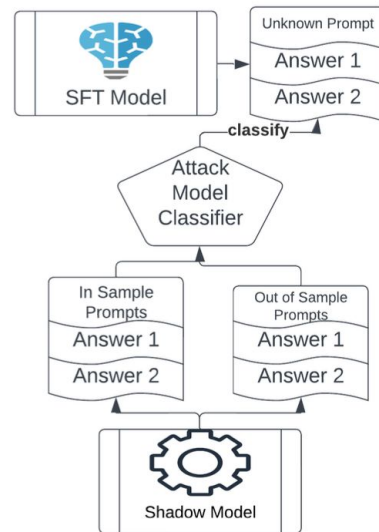 Unknown Prompt
Answer 1
Answer 2
SFT Model
classify
Attack
Model
Classifier
In Sample
Prompts
Answer 1
Answer 2
Out of Sample
Prompts
Answer 1
Answer 2
Shadow Model